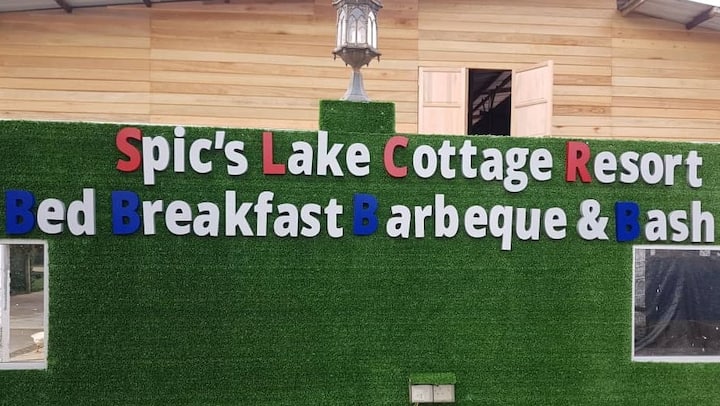 Spic's Lake Cottage Resort
Bed Breakfast Barbeque & Bash